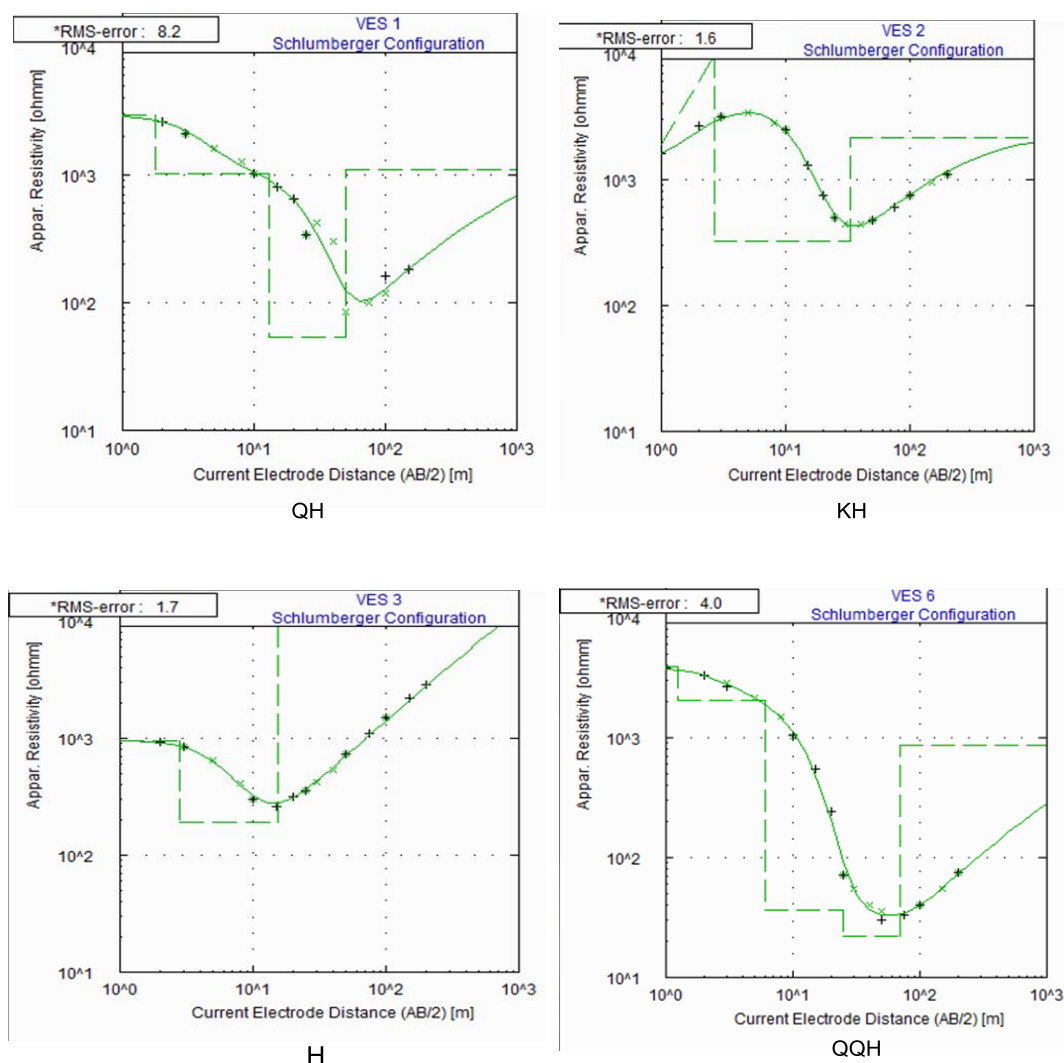 *RMS-error : 8.2
VES 1
Schlumberger Configuration
Appar. Resistivity [ohmm]
10^4
10^3
10^2
10^1
10^0
10^1
10^2
10^3
Current Electrode Distance (AB/2) [m]
QH
*RMS-error : 1.6
VES 2
Schlumberger Configuration
Appar. Resistivity [ohmm]
10^4
10^3
10^2
10^1
10^0
10^1
10^2
10^3
Current Electrode Distance (AB/2) [m]
KH
*RMS-error : 1.7
VES 3
Schlumberger Configuration
Appar. Resistivity [ohmm]
10^4
10^3
10^2
10^1
10^0
10^1
10^2
10^3
Current Electrode Distance (AB/2) [m]
H
*RMS-error : 4.0
VES 6
Schlumberger Configuration
Appar. Resistivity [ohmm]
10^4
10^3
10^2
10^1
10^0
10^1
10^2
10^3
Current Electrode Distance (AB/2) [m]
QQH